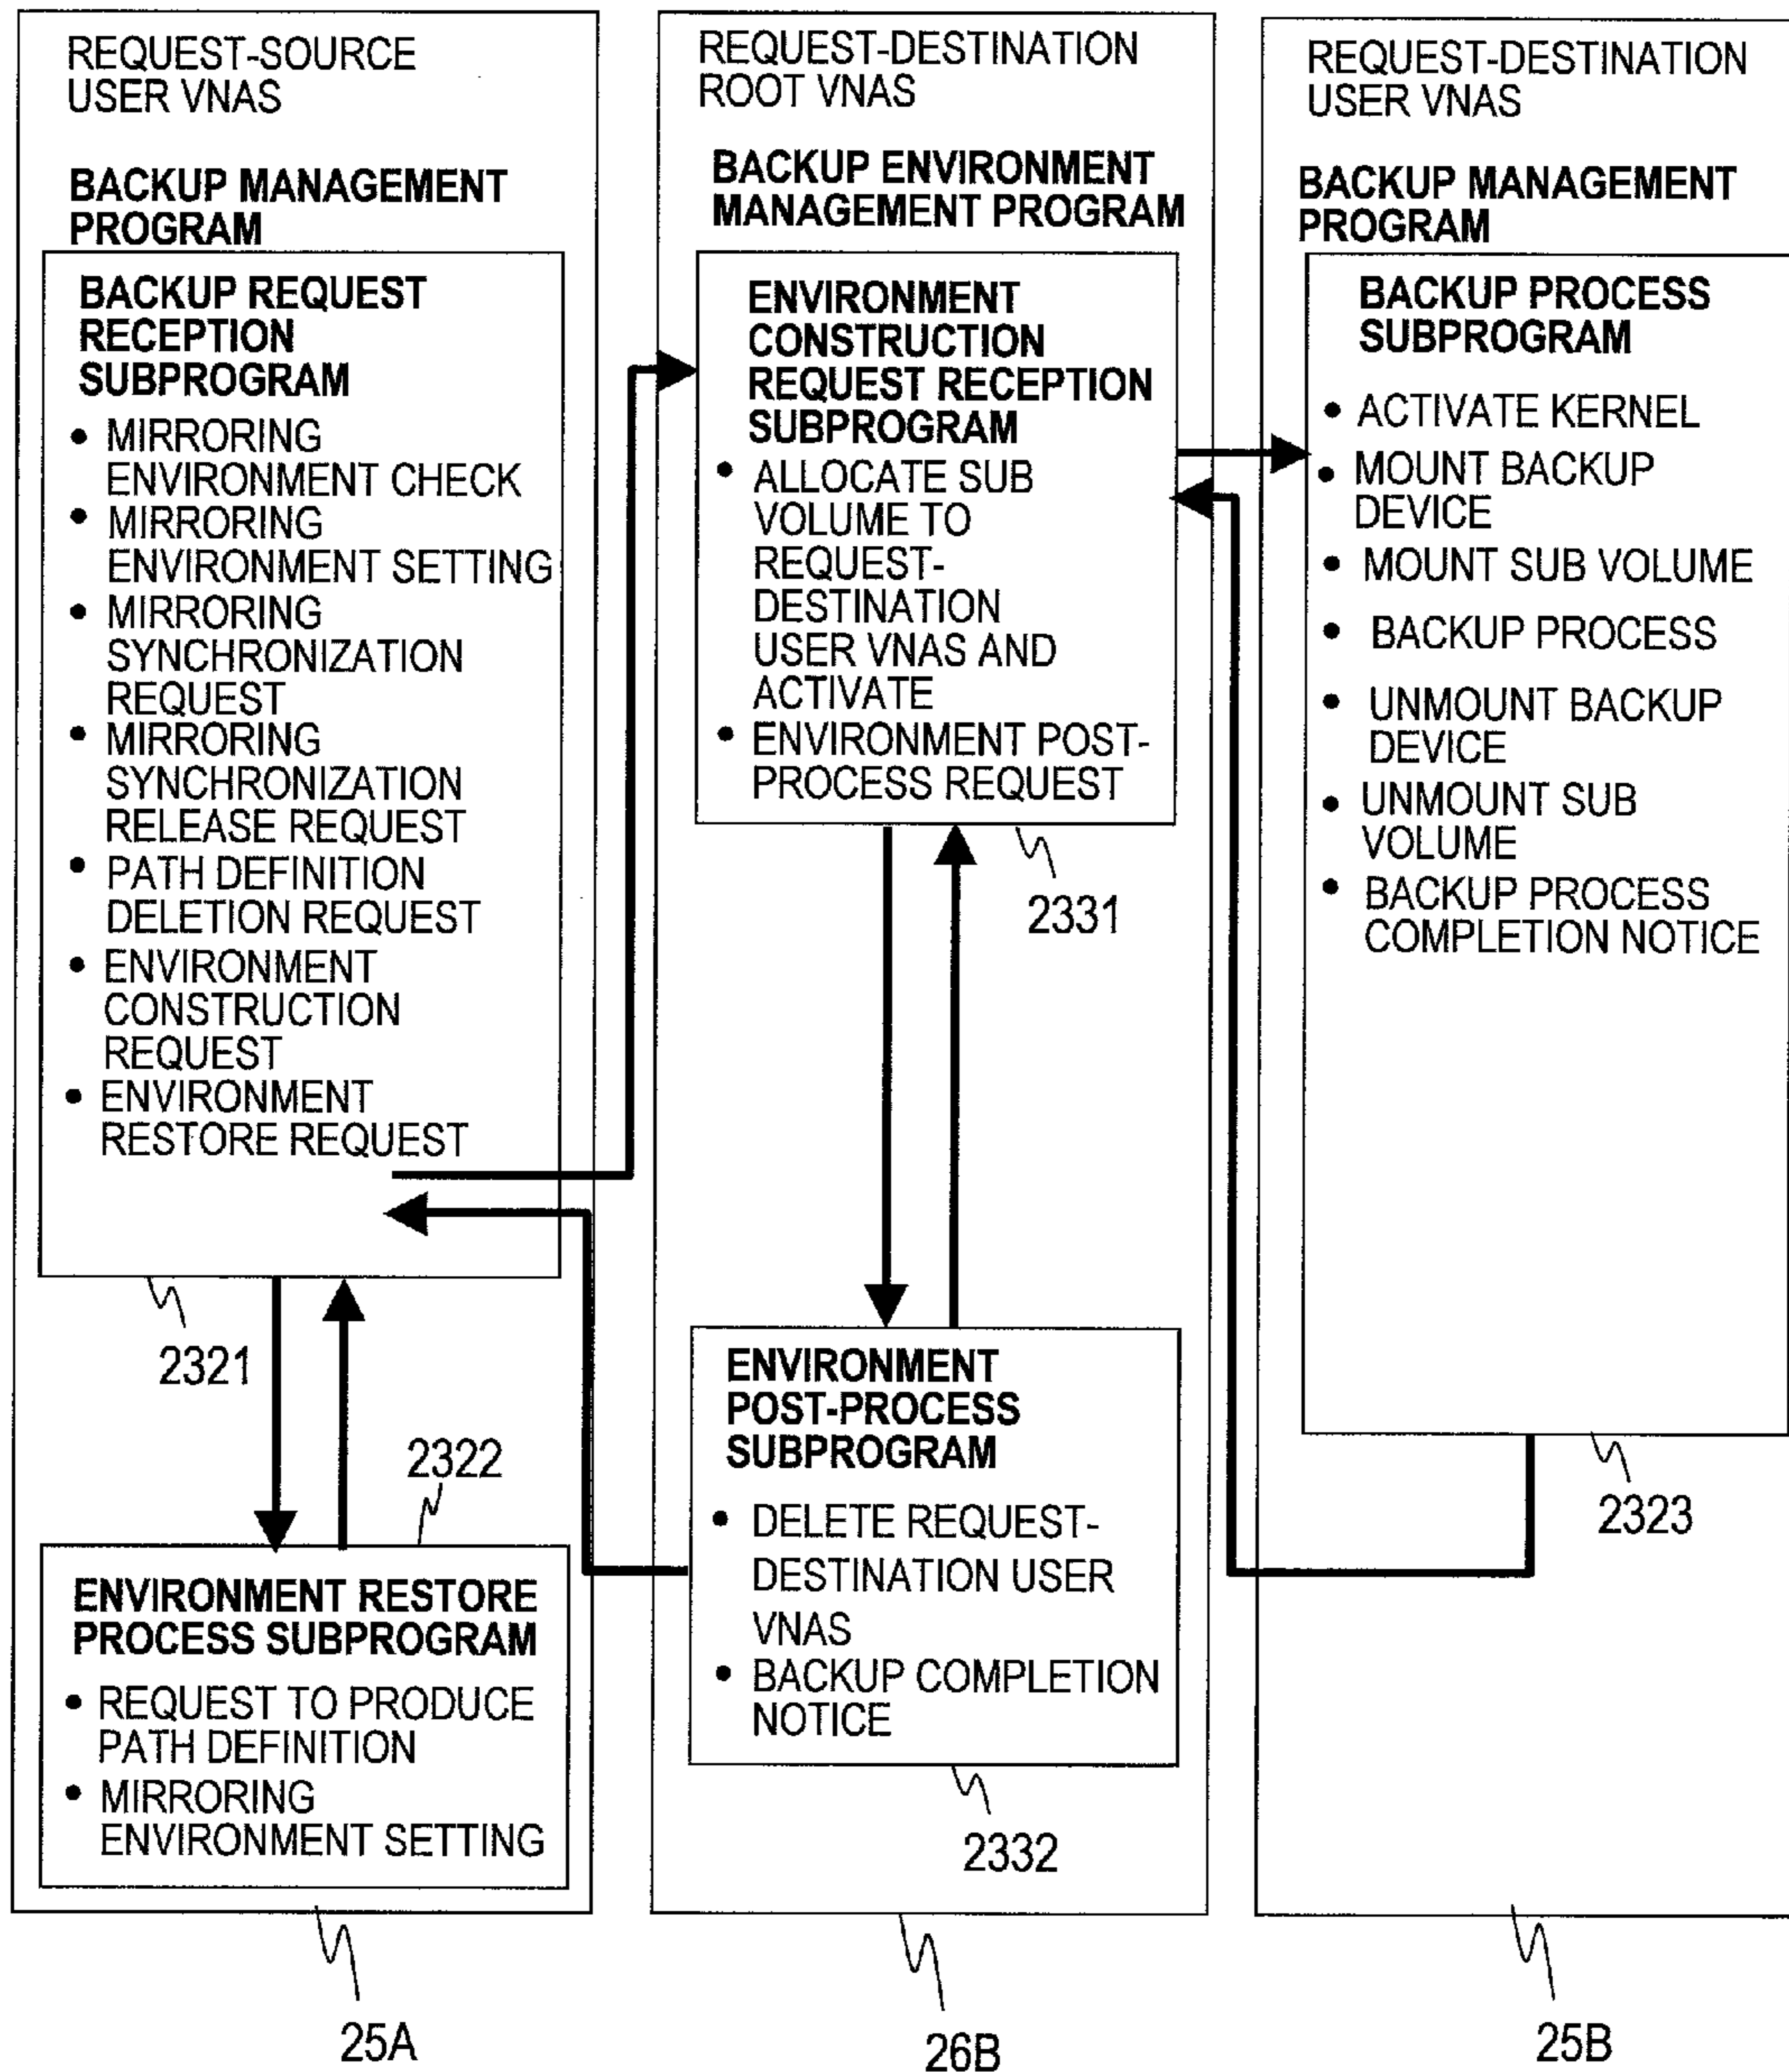 REQUEST-SOURCE
USER VNAS
BACKUP MANAGEMENT
PROGRAM
BACKUP REQUEST
RECEPTION
SUBPROGRAM
• MIRRORING
ENVIRONMENT CHECK
• MIRRORING
ENVIRONMENT SETTING
• MIRRORING
SYNCHRONIZATION
REQUEST
• MIRRORING
SYNCHRONIZATION
RELEASE REQUEST
• PATH DEFINITION
DELETION REQUEST
• ENVIRONMENT
CONSTRUCTION
REQUEST
• ENVIRONMENT
RESTORE REQUEST
2321
2322
ENVIRONMENT RESTORE
PROCESS SUBPROGRAM
• REQUEST TO PRODUCE
PATH DEFINITION
• MIRRORING
ENVIRONMENT SETTING
25A
REQUEST-DESTINATION
ROOT VNAS
BACKUP ENVIRONMENT
MANAGEMENT PROGRAM
ENVIRONMENT
CONSTRUCTION
REQUEST RECEPTION
SUBPROGRAM
• ALLOCATE SUB
VOLUME TO
REQUEST-
DESTINATION
USER VNAS AND
ACTIVATE
• ENVIRONMENT POST-
PROCESS REQUEST
2331
ENVIRONMENT
POST-PROCESS
SUBPROGRAM
• DELETE REQUEST-
DESTINATION USER
VNAS
• BACKUP COMPLETION
NOTICE
2332
26B
REQUEST-DESTINATION
USER VNAS
BACKUP MANAGEMENT
PROGRAM
BACKUP PROCESS
SUBPROGRAM
• ACTIVATE KERNEL
• MOUNT BACKUP
DEVICE
• MOUNT SUB VOLUME
• BACKUP PROCESS
• UNMOUNT BACKUP
DEVICE
• UNMOUNT SUB
VOLUME
• BACKUP PROCESS
COMPLETION NOTICE
2323
25B